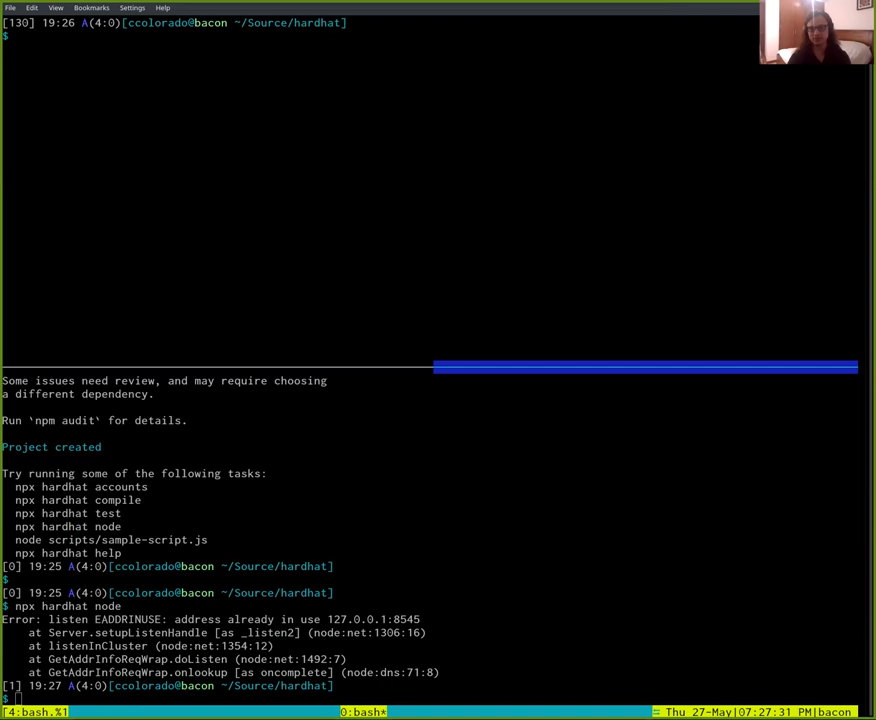 File Edit View Bookmarks Settings Help
[130] 19:26 A(4:0)[ccolorado@bacon ~/Source/hardhat]
$
Some issues need review, and may require choosing
a different dependency.
Run `npm audit` for details.
Project created
Try running some of the following tasks:
npx hardhat accounts
npx hardhat compile
npx hardhat test
npx hardhat node
node scripts/sample-script.js
npx hardhat help
[0] 19:25 A(4:0)[ccolorado@bacon ~/Source/hardhat]
$
[0] 19:25 A(4:0)[ccolorado@bacon ~/Source/hardhat]
$ npx hardhat node
Error: listen EADDRINUSE: address already in use 127.0.0.1:8545
at Server.setupListenHandle [as _listen2] (node:net:1306:16)
at listenInCluster (node:net:1354:12)
at GetAddrInfoReqWrap.doListen (node:net:1492:7)
at GetAddrInfoReqWrap.onlookup [as oncomplete] (node:dns:71:8)
[1] 19:27 A(4:0)[ccolorado@bacon ~/Source/hardhat]
$
[4:bash.%1 0:bash* = Thu 27-May|07:27:31 PM|bacon